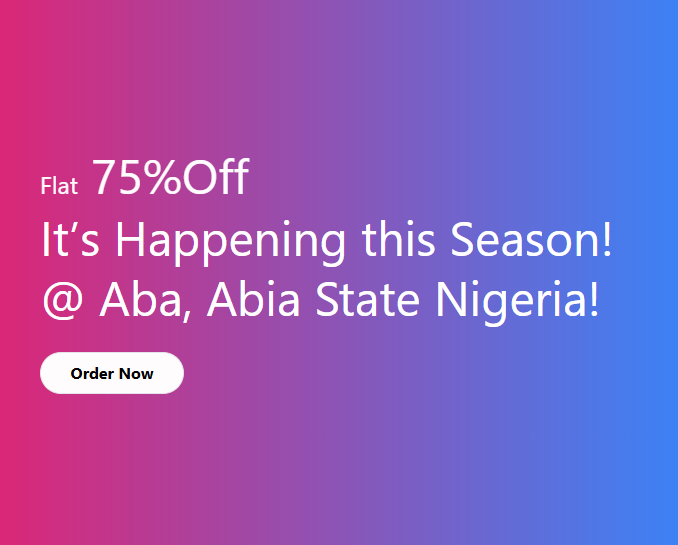 Flat 75%Off
It’s Happening this Season!
@ Aba, Abia State Nigeria!
Order Now